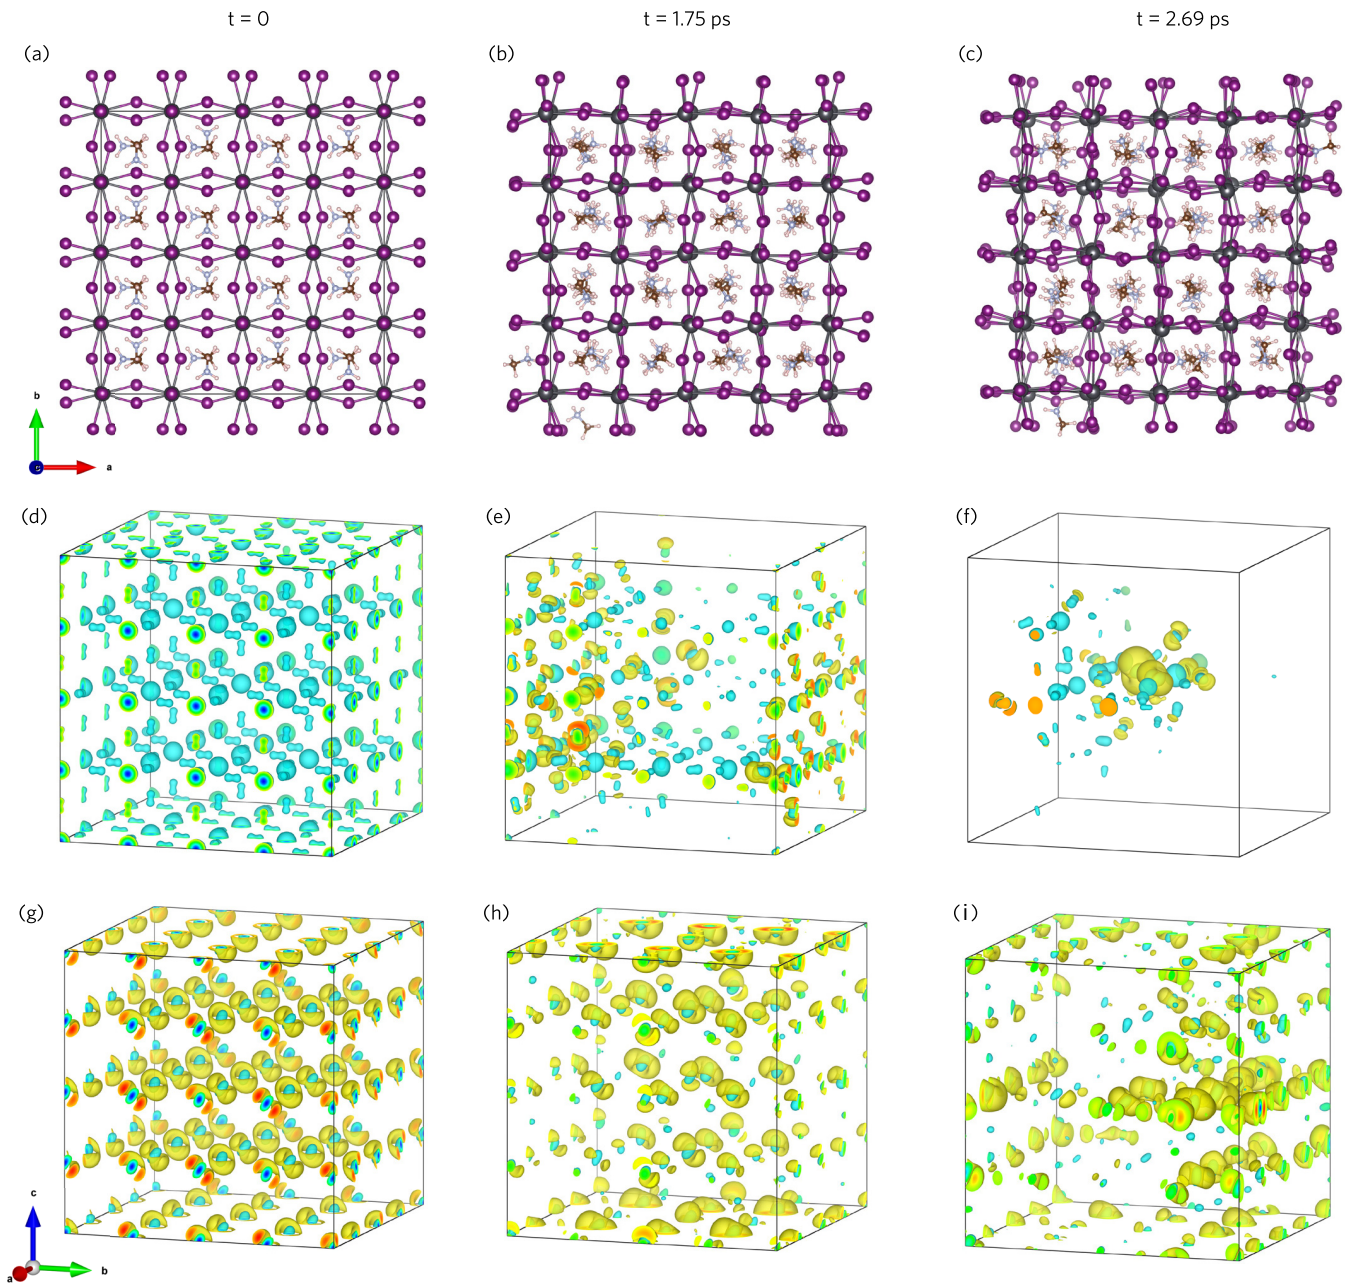 t = 0 t = 1.75 ps t = 2.69 ps
(a) (b) (c)
b
c a
(d) (e) (f)
(g) (h) (i)
c
b
a